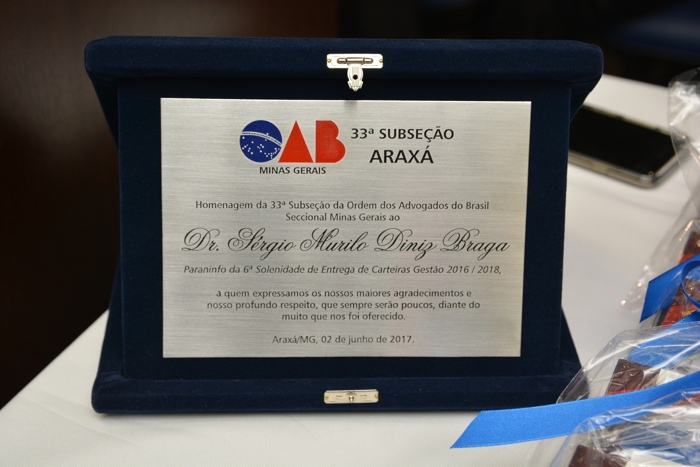 OAB 33ª SUBSEÇÃO
ARAXÁ
MINAS GERAIS
Homenagem da 33ª Subseção da Ordem dos Advogados do Brasil
Seccional Minas Gerais ao
Dr. Sérgio Murilo Diniz Braga
Paraninfo da 6ª Solenidade de Entrega de Carteiras Gestão 2016 / 2018,
a quem expressamos os nossos maiores agradecimentos e
nosso profundo respeito, que sempre serão poucos, diante do
muito que nos foi oferecido.
Araxá/MG, 02 de junho de 2017.